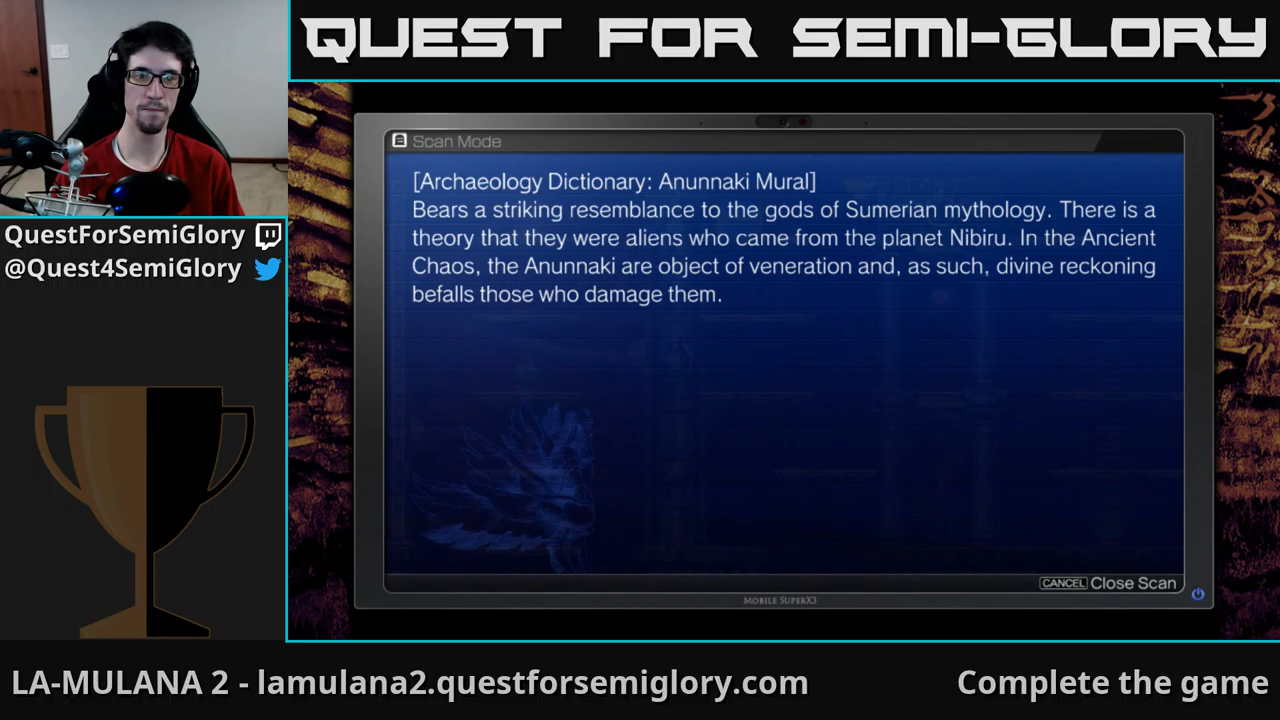 QUEST FOR SEMI-GLORY
Scan Mode
[Archaeology Dictionary: Anunnaki Mural]
Bears a striking resemblance to the gods of Sumerian mythology. There is a
theory that they were aliens who came from the planet Nibiru. In the Ancient
Chaos, the Anunnaki are object of veneration and, as such, divine reckoning
befalls those who damage them.
CANCEL Close Scan
MOBILE SUPERX3
QuestForSemiGlory
@Quest4SemiGlory
LA-MULANA 2 - lamulana2.questforsemiglory.com
Complete the game